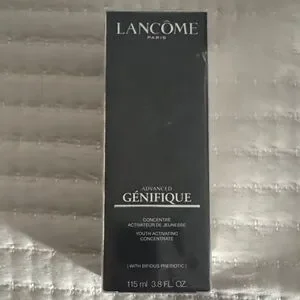 LANCÔME
PARIS
ADVANCED
GÉNIFIQUE
CONCENTRÉ
ACTIVATEUR DE JEUNESSE
YOUTH ACTIVATING
CONCENTRATE
[ WITH BIFIDUS PREBIOTIC ]
115 ml 3.8 FL. OZ.